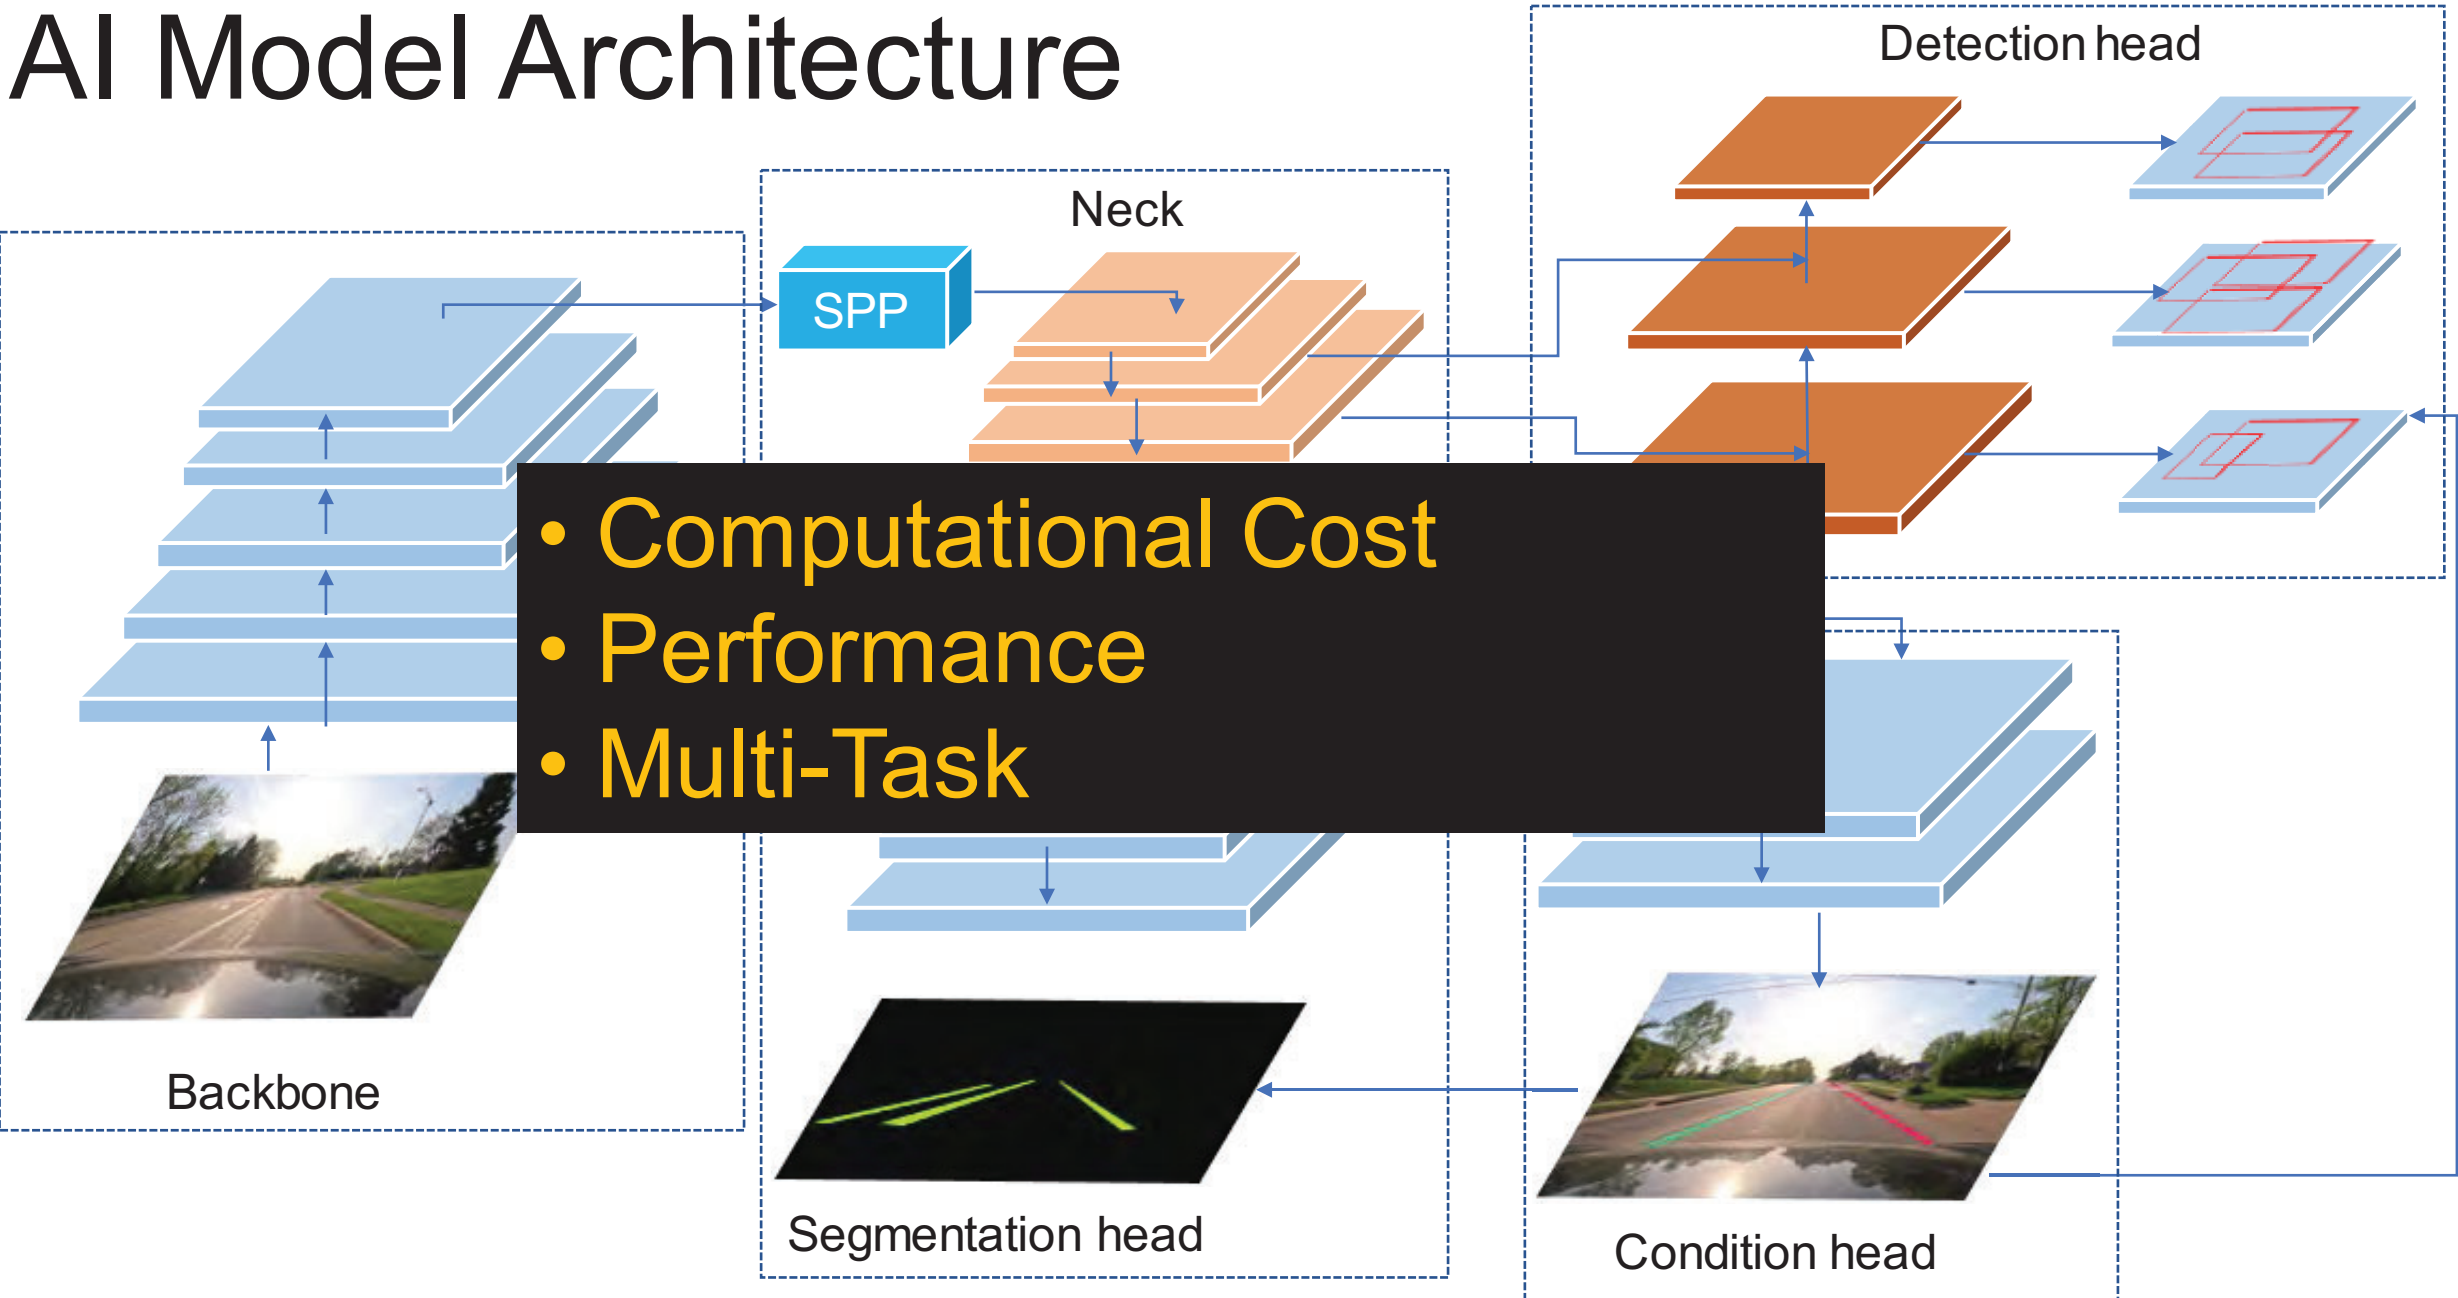 AI Model Architecture
Detection head
Neck
SPP
• Computational Cost
• Performance
• Multi-Task
Backbone
Segmentation head
Condition head